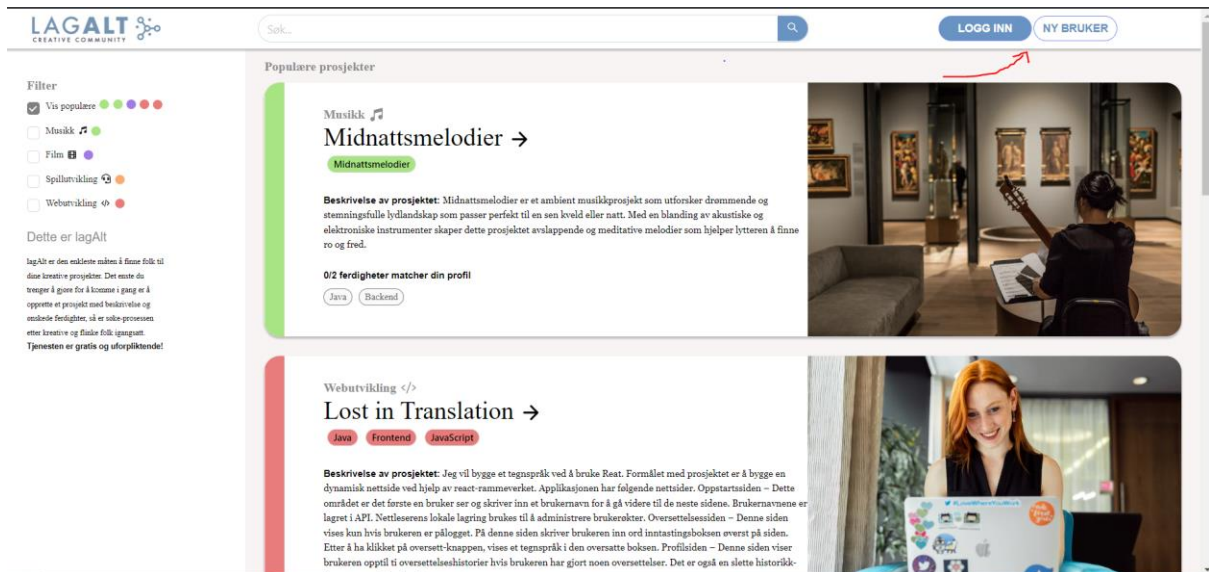 LAGALT
CREATIVE COMMUNITY
Søk...
LOGG INN
NY BRUKER
Filter
Vis populære
Musikk
Film
Spillutvikling
Webutvikling
Dette er lagAlt
lagAlt er den enkleste måten å finne folk til
dine kreative prosjekter. Det eneste du
trenger å gjøre for å komme i gang er å
opprette et prosjekt med beskrivelse og
ønskede ferdighter, så er søke-prosessen
etter kreative og flinke folk igangsatt.
Tjenesten er gratis og uforpliktende!
Populære prosjekter
Musikk
Midnattsmelodier →
Midnattsmelodier
Beskrivelse av prosjektet: Midnattsmelodier er et ambient musikkprosjekt som utforsker drømmende og
stemningsfulle lydlandskap som passer perfekt til en sen kveld eller natt. Med en blanding av akustiske og
elektroniske instrumenter skaper dette prosjektet avslappende og meditative melodier som hjelper lytteren å finne
ro og fred.
0/2 ferdigheter matcher din profil
Java Backend
Webutvikling </>
Lost in Translation →
Java Frontend JavaScript
Beskrivelse av prosjektet: Jeg vil bygge et tegnspråk ved å bruke Reat. Formålet med prosjektet er å bygge en
dynamisk nettside ved hjelp av react-rammeverket. Applikasjonen har følgende nettsider. Oppstartssiden – Dette
området er det første en bruker ser og skriver inn et brukernavn for å gå videre til de neste sidene. Brukernavnene er
lagret i API. Nettleserens lokale lagring brukes til å administrere brukerøkter. Oversettelsessiden – Denne siden
vises kun hvis brukeren er pålogget. På denne siden skriver brukeren inn ord inntastingsboksen øverst på siden.
Etter å ha klikket på oversett-knappen, vises et tegnspråk i den oversatte boksen. Profilsiden – Denne siden viser
brukeren opptil ti oversettelseshistorier hvis brukeren har gjort noen oversettelser. Det er også en slette historikk-